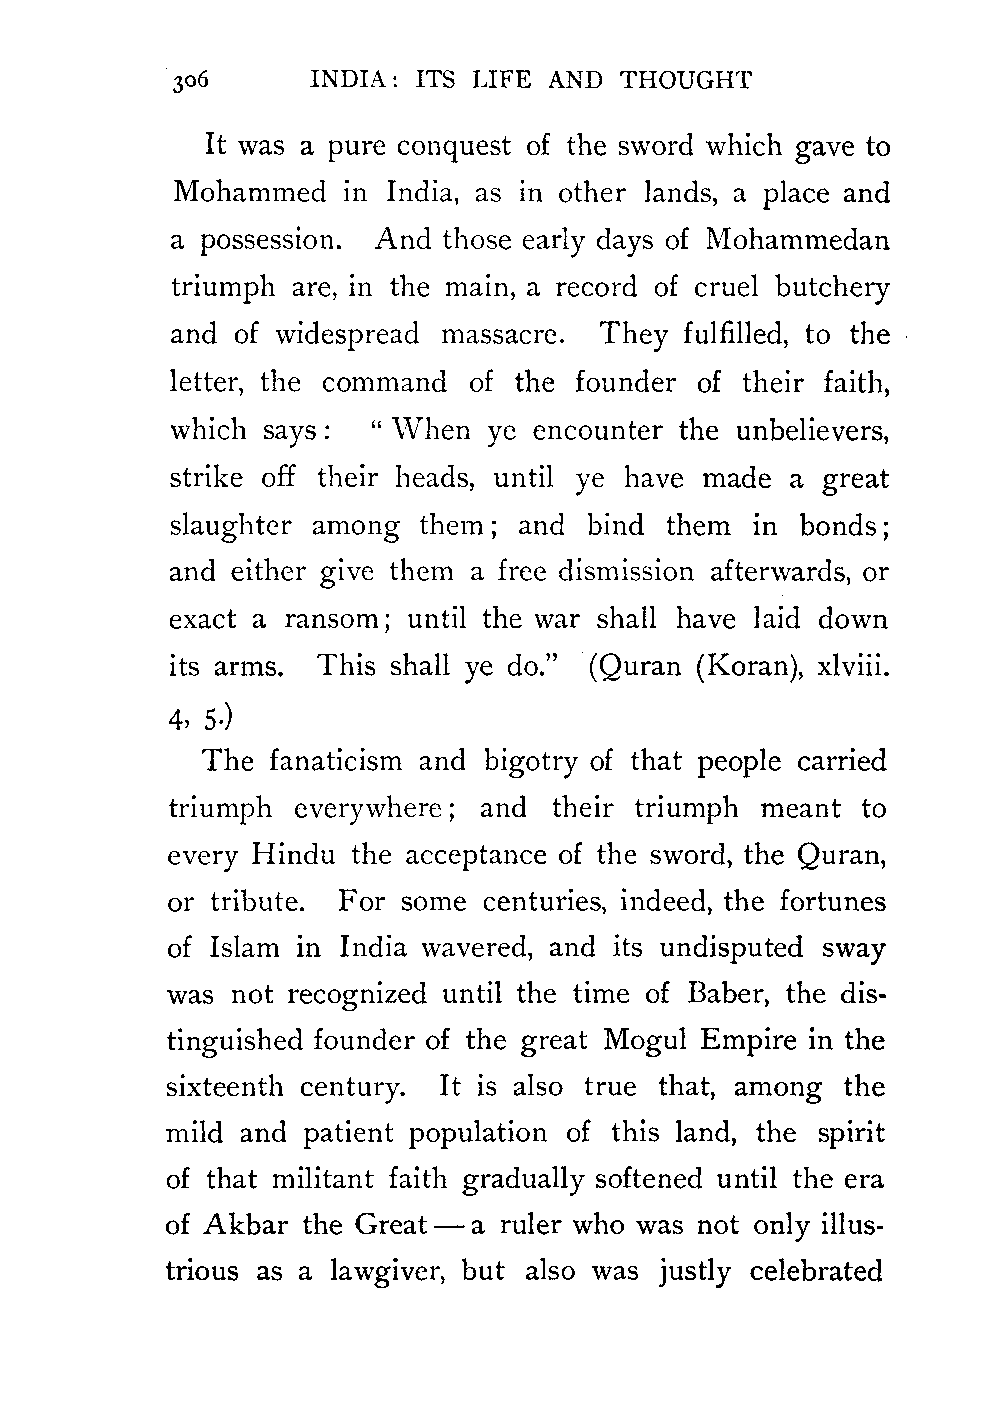 306 INDIA: ITS LIFE AND THOUGHT
It was a pure conquest of the sword which gave to
Mohammed in India, as in other lands, a place and
a possession. And those early days of Mohammedan
triumph are, in the main, a record of cruel butchery
and of widespread massacre. They fulfilled, to the
letter, the command of the founder of their faith,
which says: “When ye encounter the unbelievers,
strike off their heads, until ye have made a great
slaughter among them; and bind them in bonds;
and either give them a free dismission afterwards, or
exact a ransom; until the war shall have laid down
its arms. This shall ye do.” (Quran (Koran), xlviii.
4, 5.)
The fanaticism and bigotry of that people carried
triumph everywhere; and their triumph meant to
every Hindu the acceptance of the sword, the Quran,
or tribute. For some centuries, indeed, the fortunes
of Islam in India wavered, and its undisputed sway
was not recognized until the time of Baber, the dis-
tinguished founder of the great Mogul Empire in the
sixteenth century. It is also true that, among the
mild and patient population of this land, the spirit
of that militant faith gradually softened until the era
of Akbar the Great — a ruler who was not only illus-
trious as a lawgiver, but also was justly celebrated